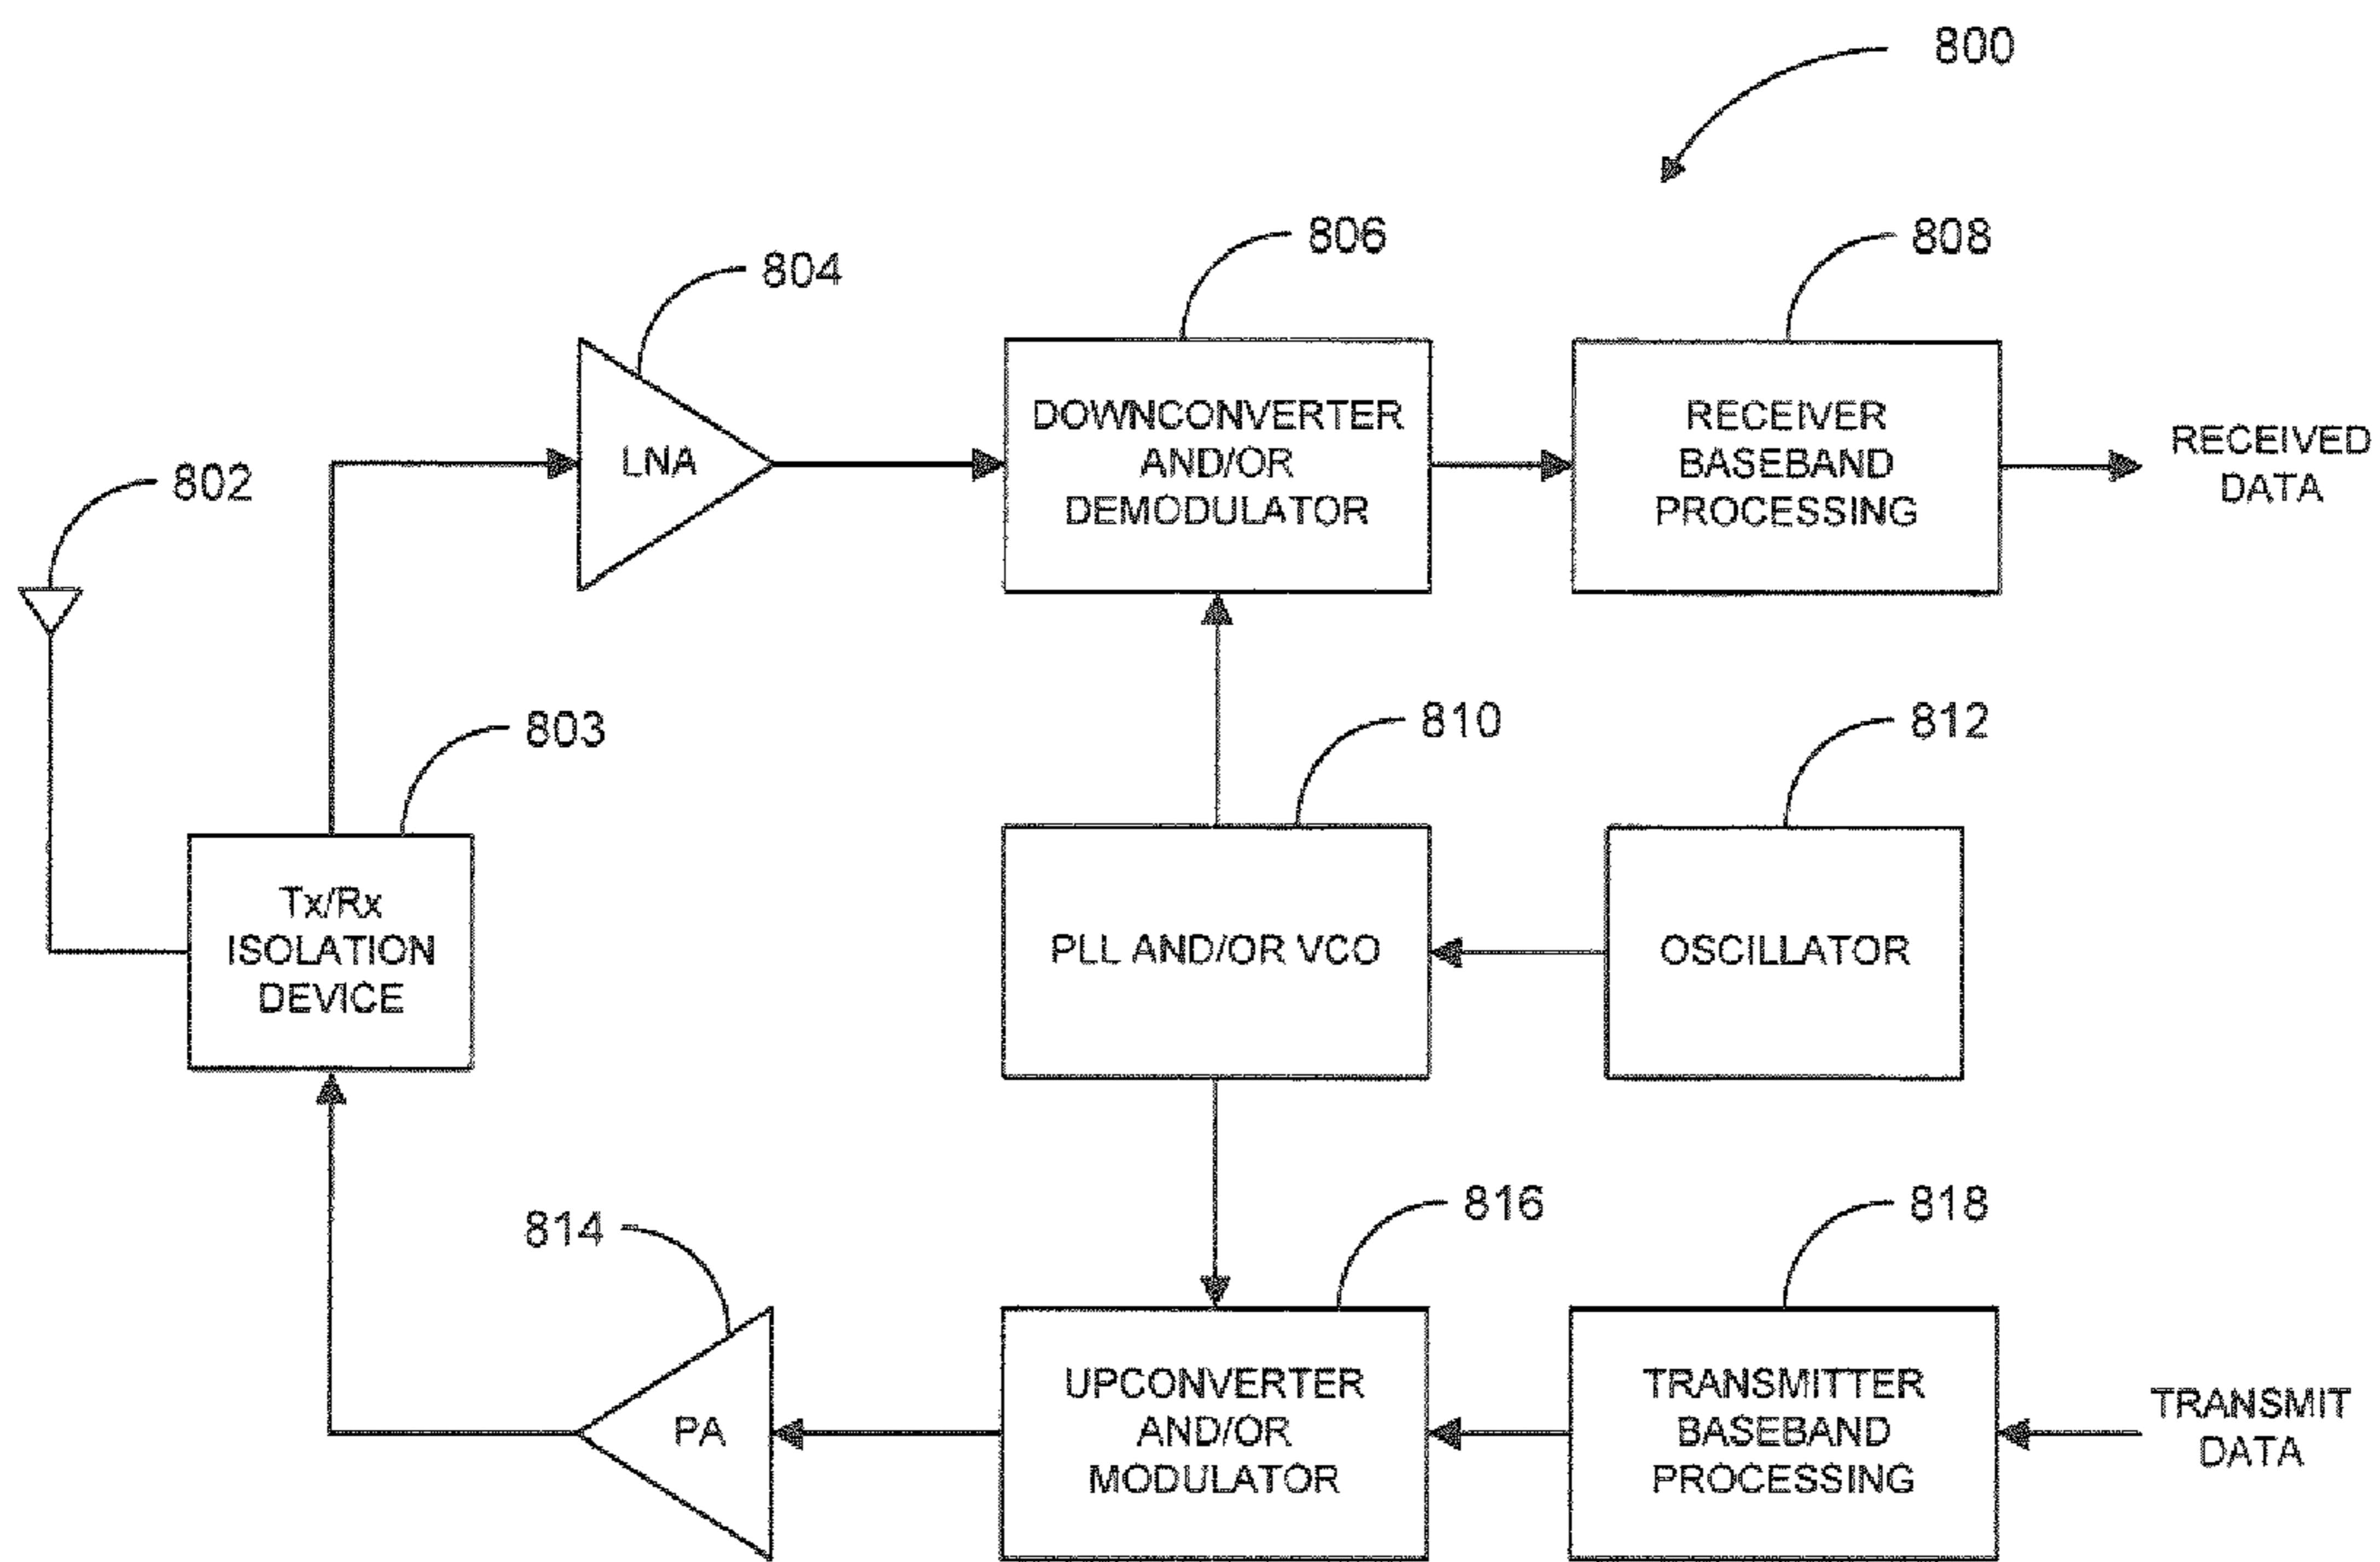 800
804
806
808
LNA
DOWNCONVERTER
AND/OR
DEMODULATOR
RECEIVER
BASEBAND
PROCESSING
RECEIVED
DATA
802
803
810
812
Tx/Rx
ISOLATION
DEVICE
PLL AND/OR VCO
OSCILLATOR
814
816
818
PA
UPCONVERTER
AND/OR
MODULATOR
TRANSMITTER
BASEBAND
PROCESSING
TRANSMIT
DATA